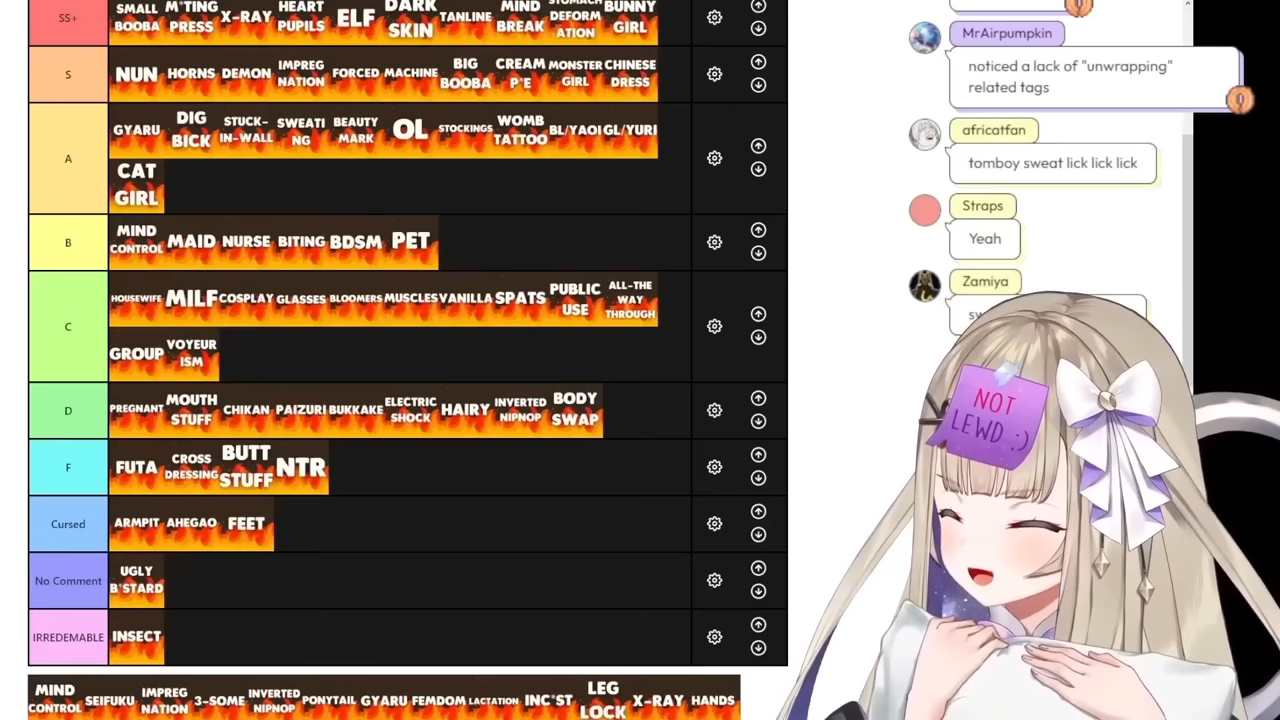 SS+
SMALL BOOBA
M*TING PRESS
X-RAY
HEART PUPILS
ELF
DARK SKIN
TANLINE
MIND BREAK
STOMACH DEFORM ATION
BUNNY GIRL
S
NUN
HORNS
DEMON
IMPREG NATION
FORCED
MACHINE
BIG BOOBA
CREAM P*E
MONSTER GIRL
CHINESE DRESS
A
GYARU
DIG BICK
STUCK-IN-WALL
SWEATI NG
BEAUTY MARK
OL
STOCKINGS
WOMB TATTOO
BL/YAOI
GL/YURI
CAT GIRL
B
MIND CONTROL
MAID
NURSE
BITING
BDSM
PET
C
HOUSEWIFE
MILF
COSPLAY
GLASSES
BLOOMERS
MUSCLES
VANILLA
SPATS
PUBLIC USE
ALL-THE WAY THROUGH
GROUP
VOYEUR ISM
D
PREGNANT
MOUTH STUFF
CHIKAN
PAIZURI
BUKKAKE
ELECTRIC SHOCK
HAIRY
INVERTED NIPNOP
BODY SWAP
F
FUTA
CROSS DRESSING
BUTT STUFF
NTR
Cursed
ARMPIT
AHEGAO
FEET
No Comment
UGLY B*STARD
IRREDEMABLE
INSECT
MIND CONTROL
SEIFUKU
IMPREG NATION
3-SOME
INVERTED NIPNOP
PONYTAIL
GYARU
FEMDOM
LACTATION
INC*ST
LEG LOCK
X-RAY
HANDS
MrAirpumpkin
noticed a lack of "unwrapping"
related tags
africatfan
tomboy sweat lick lick lick
Straps
Yeah
Zamiya
NOT
LEWD :)